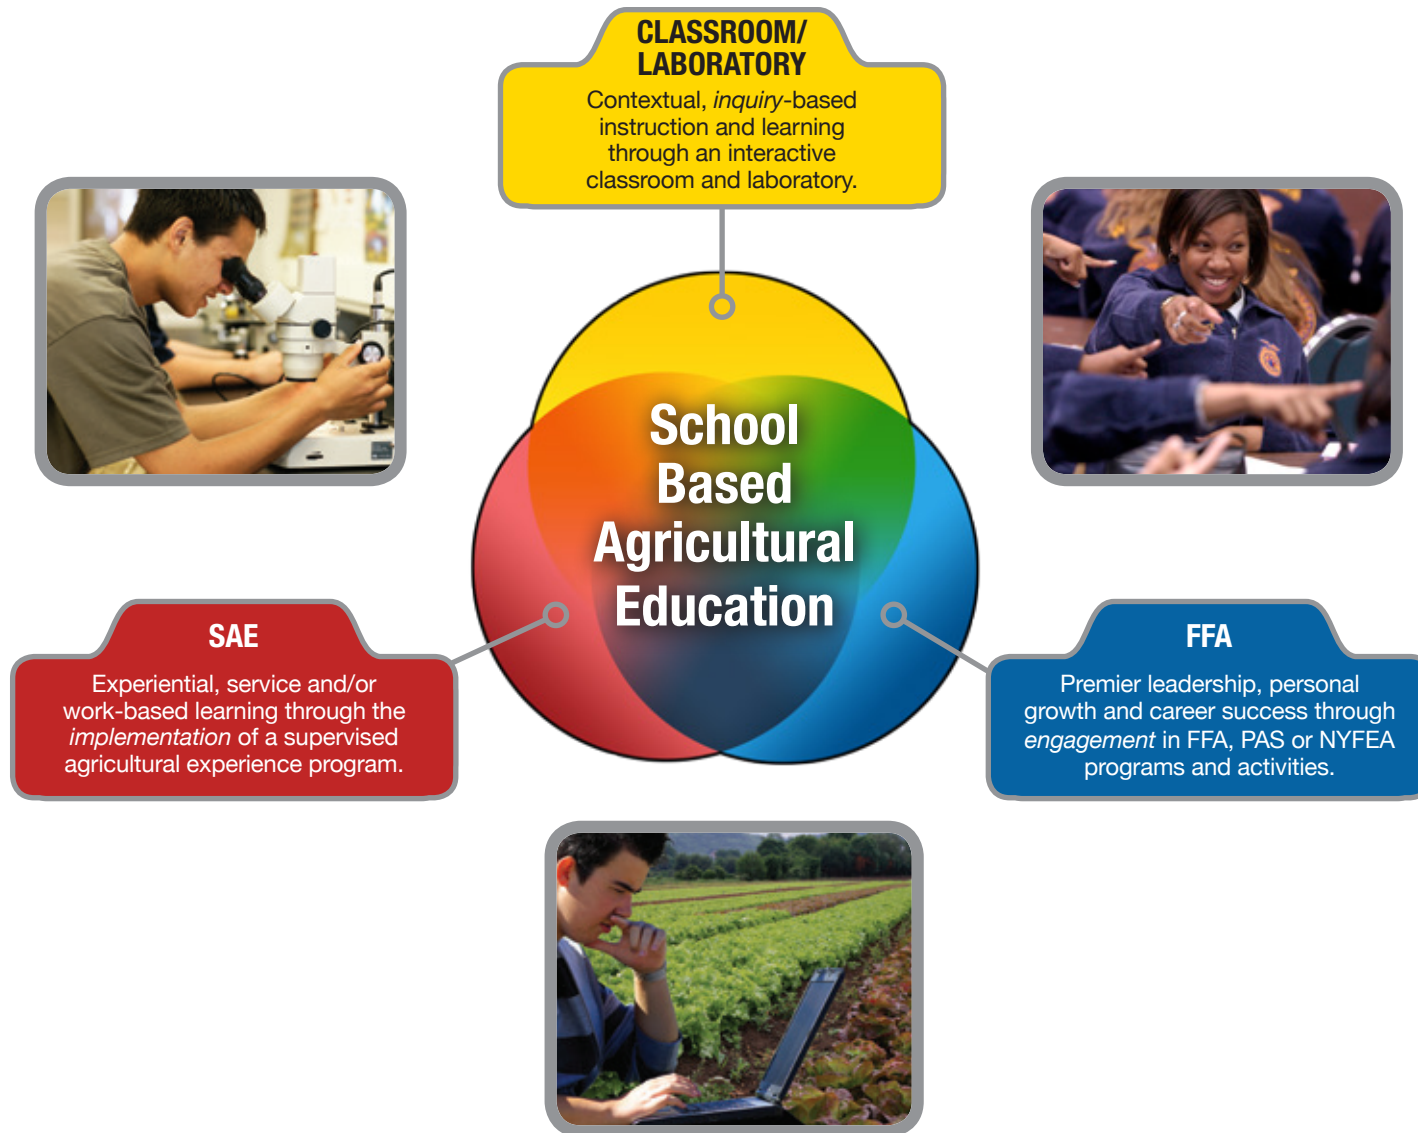 CLASSROOM/
LABORATORY
Contextual, inquiry-based
instruction and learning
through an interactive
classroom and laboratory.
School
Based
Agricultural
Education
SAE
Experiential, service and/or
work-based learning through the
implementation of a supervised
agricultural experience program.
FFA
Premier leadership, personal
growth and career success through
engagement in FFA, PAS or NYFEA
programs and activities.